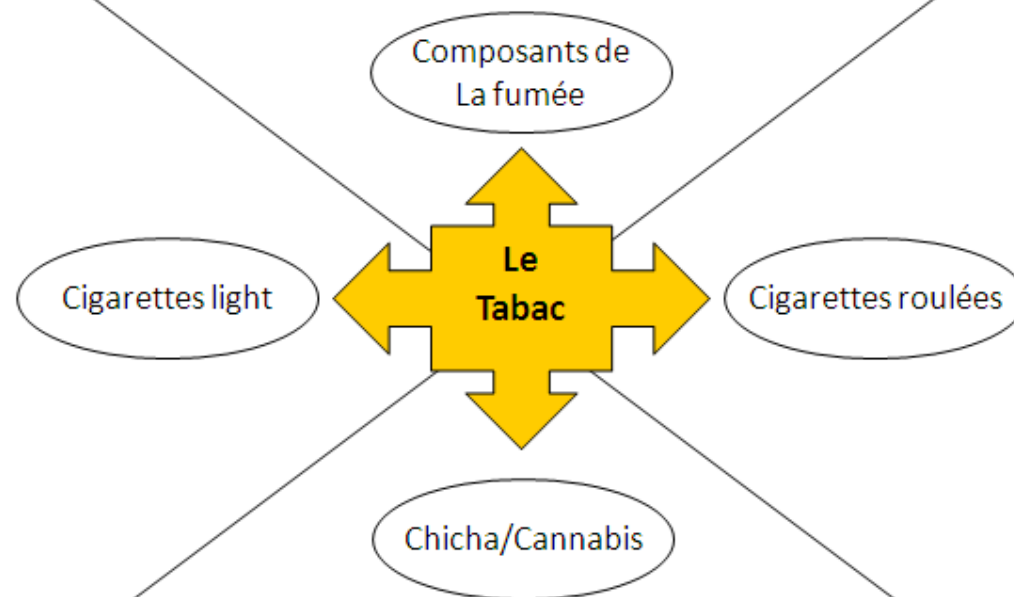 Composants de
La fumée
Le
Tabac
Cigarettes light
Cigarettes roulées
Chicha/Cannabis